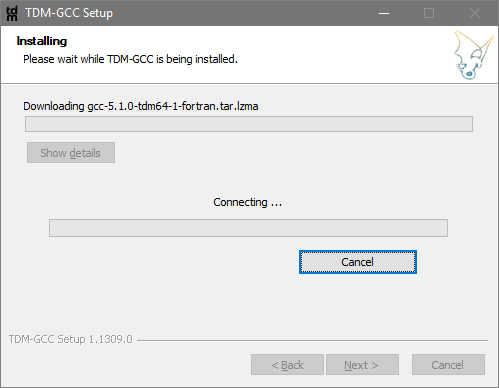 tdm TDM-GCC Setup
Installing
Please wait while TDM-GCC is being installed.
Downloading gcc-5.1.0-tdm64-1-fortran.tar.lzma
Show details
Connecting ...
Cancel
TDM-GCC Setup 1.1309.0
< Back Next > Cancel